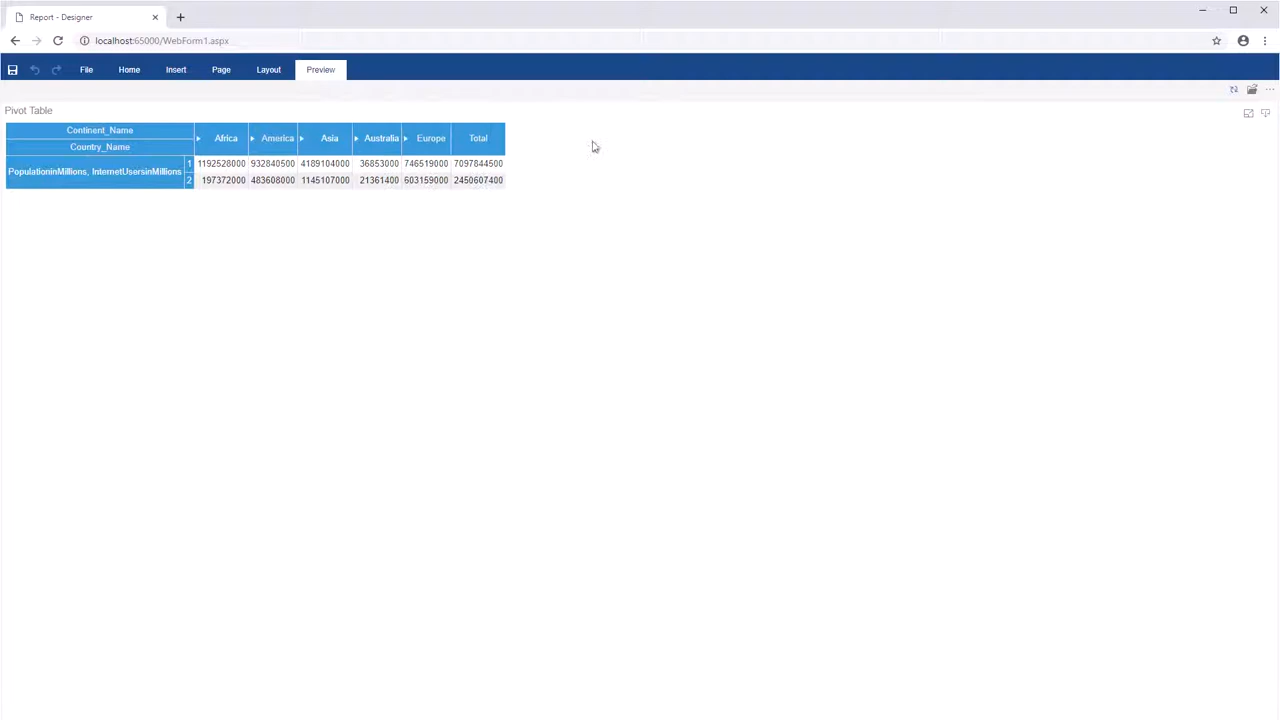 Report - Designer
localhost:65000/WebForm1.aspx
File Home Insert Page Layout Preview
Pivot Table
Continent_Name Africa America Asia Australia Europe Total
Country_Name
PopulationinMillions, InternetUsersinMillions
1 1192528000 932840500 4189104000 36853000 746519000 7097844500
2 197372000 483608000 1145107000 21361400 603159000 2450607400